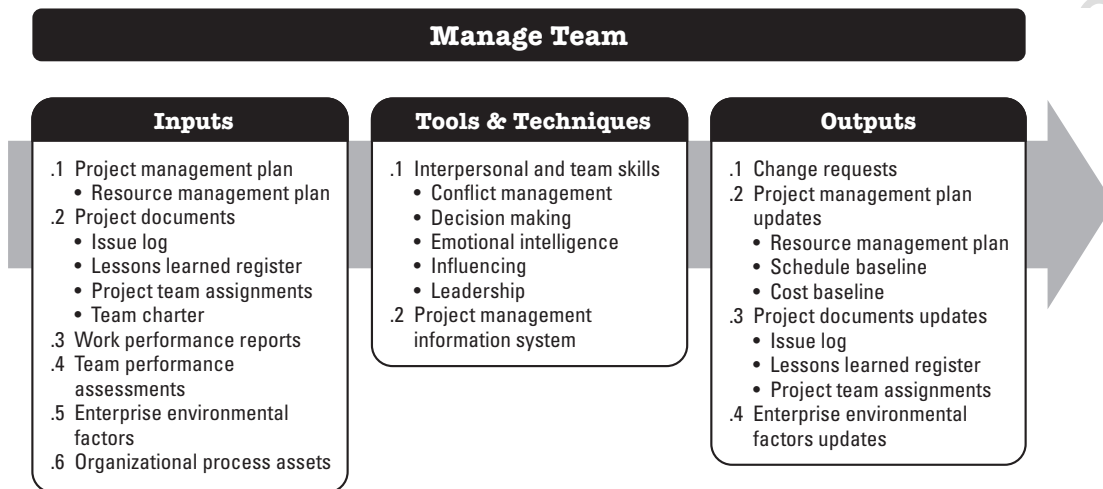 Manage Team
Inputs
.1 Project management plan
• Resource management plan
.2 Project documents
• Issue log
• Lessons learned register
• Project team assignments
• Team charter
.3 Work performance reports
.4 Team performance
assessments
.5 Enterprise environmental
factors
.6 Organizational process assets
Tools & Techniques
.1 Interpersonal and team skills
• Conflict management
• Decision making
• Emotional intelligence
• Influencing
• Leadership
.2 Project management
information system
Outputs
.1 Change requests
.2 Project management plan
updates
• Resource management plan
• Schedule baseline
• Cost baseline
.3 Project documents updates
• Issue log
• Lessons learned register
• Project team assignments
.4 Enterprise environmental
factors updates